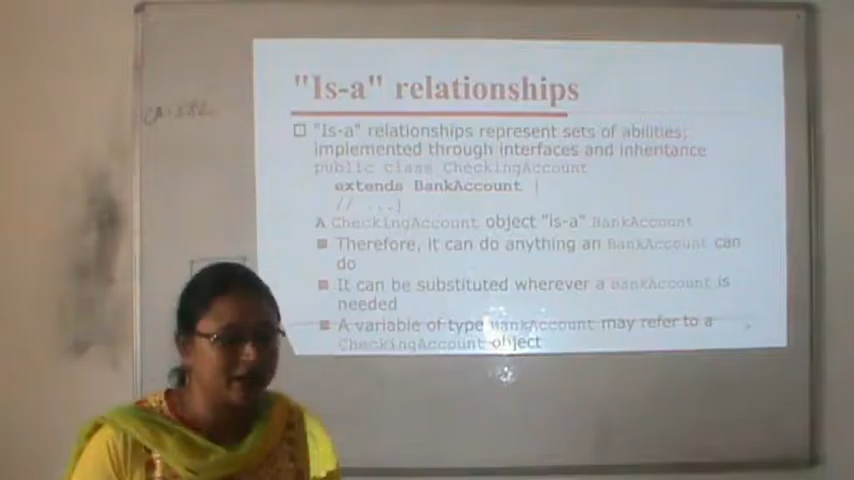 "Is-a" relationships
"Is-a" relationships represent sets of abilities;
implemented through interfaces and inheritance
public class CheckingAccount
extends BankAccount {
// ...}
A CheckingAccount object "is-a" BankAccount
Therefore, it can do anything an BankAccount can
do
It can be substituted wherever a BankAccount is
needed
A variable of type BankAccount may refer to a
CheckingAccount object